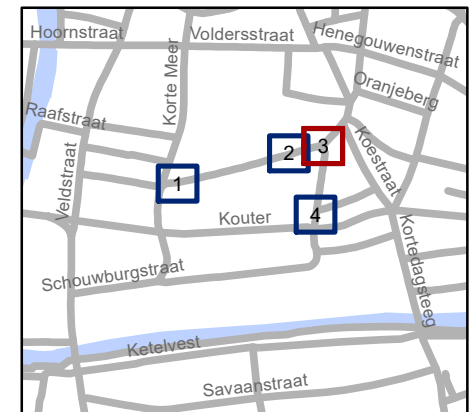 Hoornstraat
Voldersstraat
Henegouwenstraat
Korte Meer
Oranjeberg
Raafstraat
Koestraat
2
3
1
Veldstraat
4
Kouter
Kortedagsteeg
Schouwburgstraat
Ketelvest
Savaanstraat